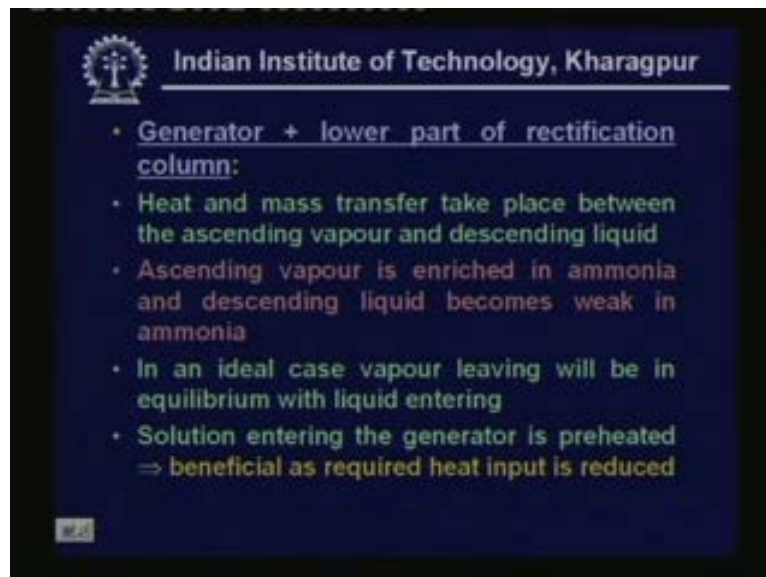 Indian Institute of Technology, Kharagpur
• Generator + lower part of rectification
column:
• Heat and mass transfer take place between
the ascending vapour and descending liquid
• Ascending vapour is enriched in ammonia
and descending liquid becomes weak in
ammonia
• In an ideal case vapour leaving will be in
equilibrium with liquid entering
• Solution entering the generator is preheated
⇒ beneficial as required heat input is reduced